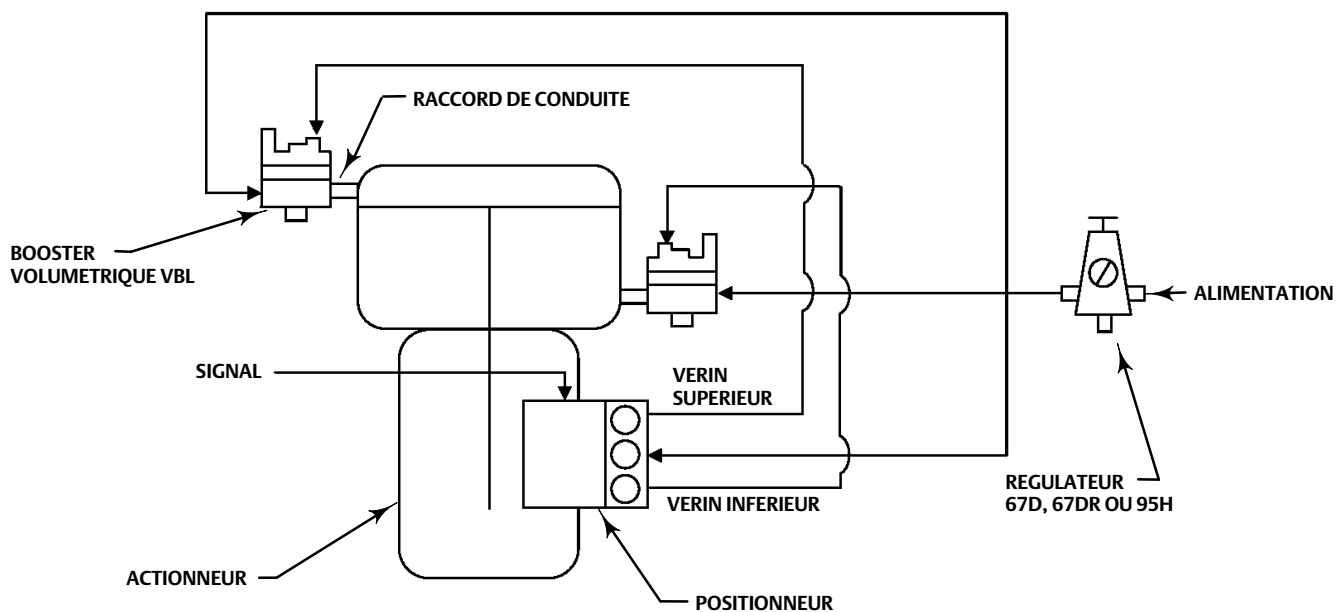 RACCORD DE CONDUITE
BOOSTER
VOLUMETRIQUE VBL
ALIMENTATION
SIGNAL
VERIN
SUPERIEUR
VERIN INFERIEUR
REGULATEUR
67D, 67DR OU 95H
ACTIONNEUR
POSITIONNEUR